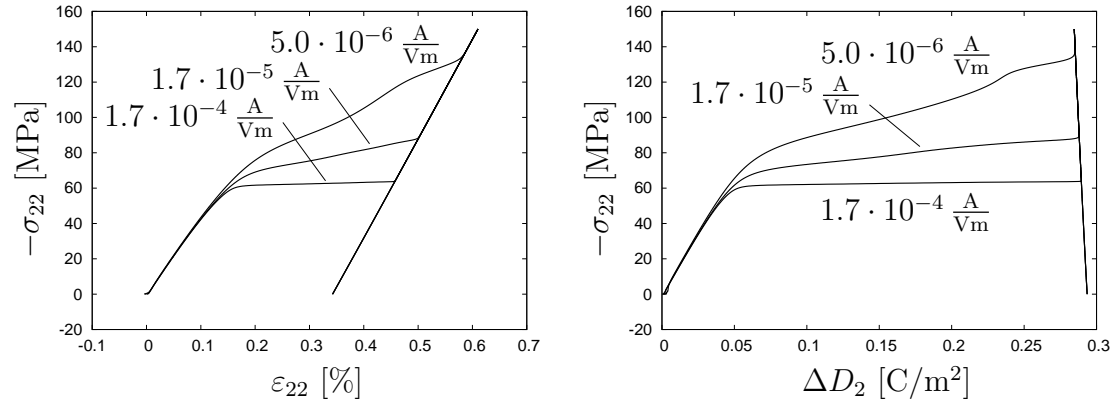 160
140
120
100
80
60
40
20
0
-20
-0.1 0 0.1 0.2 0.3 0.4 0.5 0.6 0.7
−σ₂₂ [MPa]
ε₂₂ [%]
5.0 · 10⁻⁶ A/Vm
1.7 · 10⁻⁵ A/Vm
1.7 · 10⁻⁴ A/Vm
160
140
120
100
80
60
40
20
0
-20
0 0.05 0.1 0.15 0.2 0.25 0.3
−σ₂₂ [MPa]
ΔD₂ [C/m²]
5.0 · 10⁻⁶ A/Vm
1.7 · 10⁻⁵ A/Vm
1.7 · 10⁻⁴ A/Vm